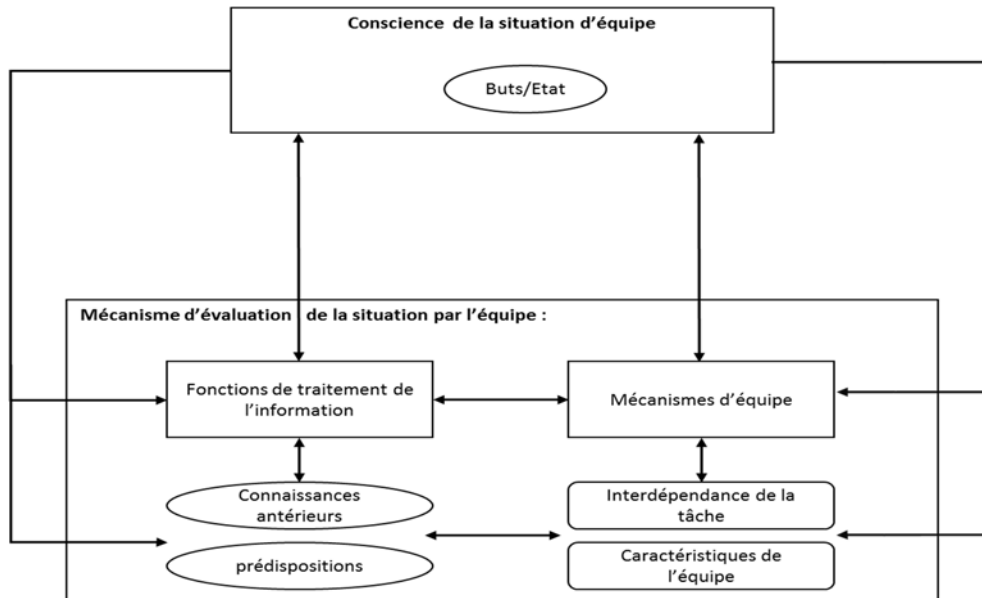 Conscience de la situation d'équipe
Buts/Etat
Mécanisme d'évaluation de la situation par l'équipe :
Fonctions de traitement de
l'information
Mécanismes d'équipe
Connaissances
antérieurs
Interdépendance de la
tâche
prédispositions
Caractéristiques de
l'équipe